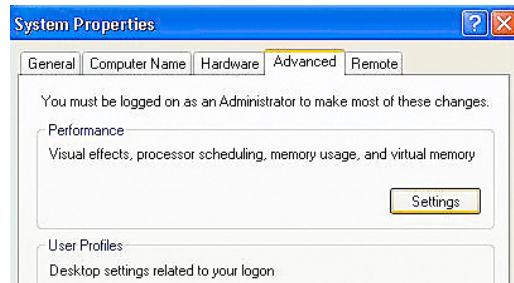 System Properties
General Computer Name Hardware Advanced Remote
You must be logged on as an Administrator to make most of these changes.
Performance
Visual effects, processor scheduling, memory usage, and virtual memory
Settings
User Profiles
Desktop settings related to your logon